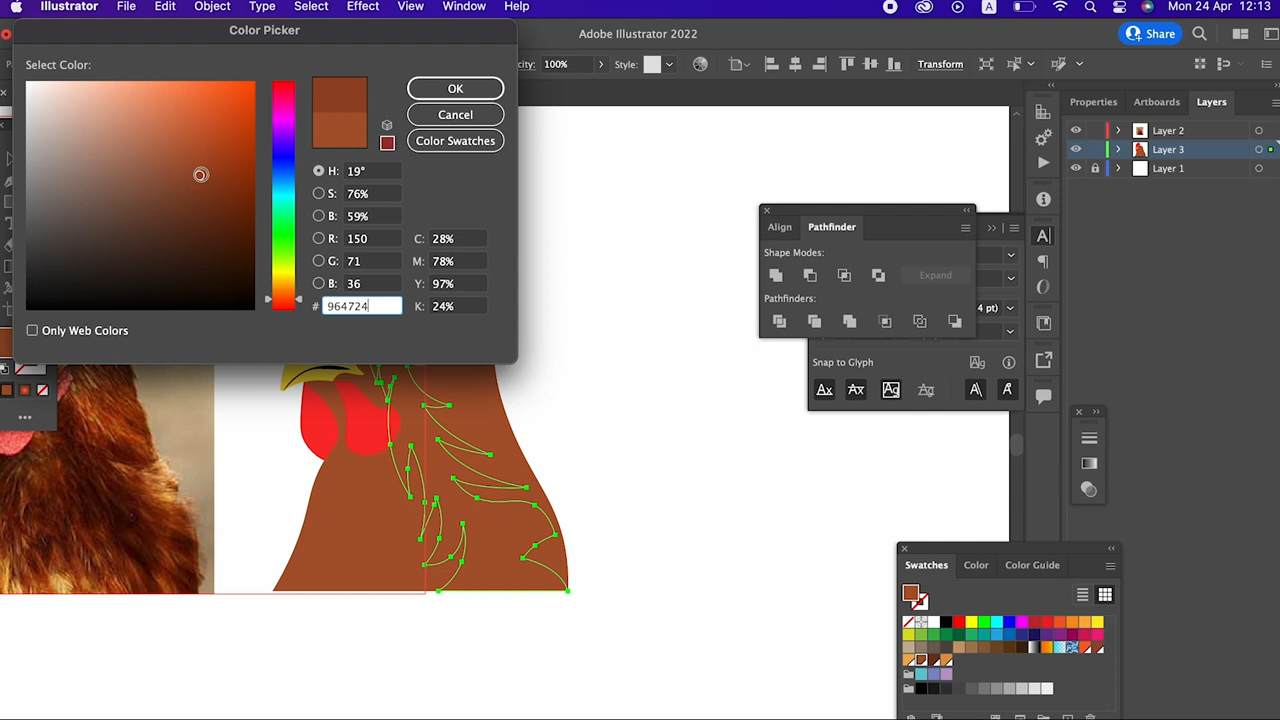 Illustrator File Edit Object Type Select Effect View Window Help A Mon 24 Apr 12:13
Color Picker
Adobe Illustrator 2022
Share
Select Color:
OK
Cancel
Color Swatches
100%
Style:
Transform
Properties Artboards Layers
Layer 2
Layer 3
Layer 1
H: 19°
S: 76%
B: 59%
R: 150 C: 28%
G: 71 M: 78%
B: 36 Y: 97%
# 964724 K: 24%
Only Web Colors
Align Pathfinder
Shape Modes:
Expand
Pathfinders:
4 pt)
Snap to Glyph
Swatches Color Color Guide